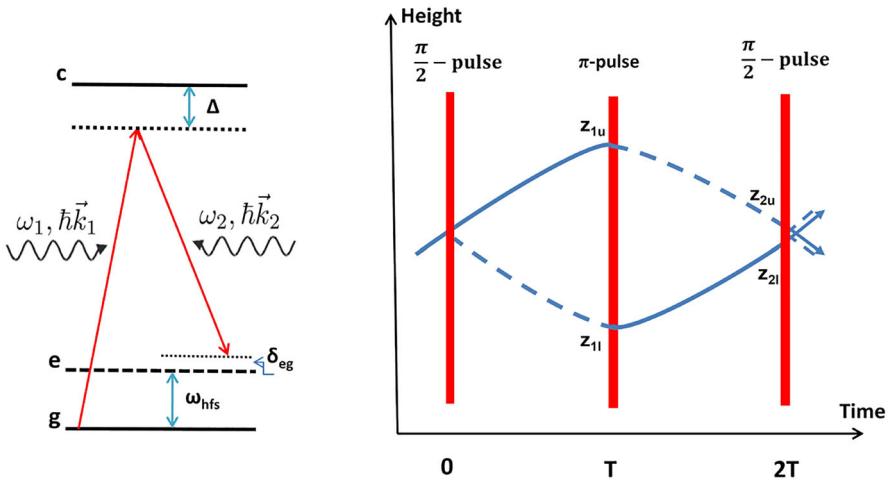 c
Δ
ω₁, ħk⃗₁
ω₂, ħk⃗₂
e
δeg
ωhfs
g
Height
π/2 – pulse
π-pulse
π/2 – pulse
z1u
z2u
z2l
z1l
Time
0
T
2T